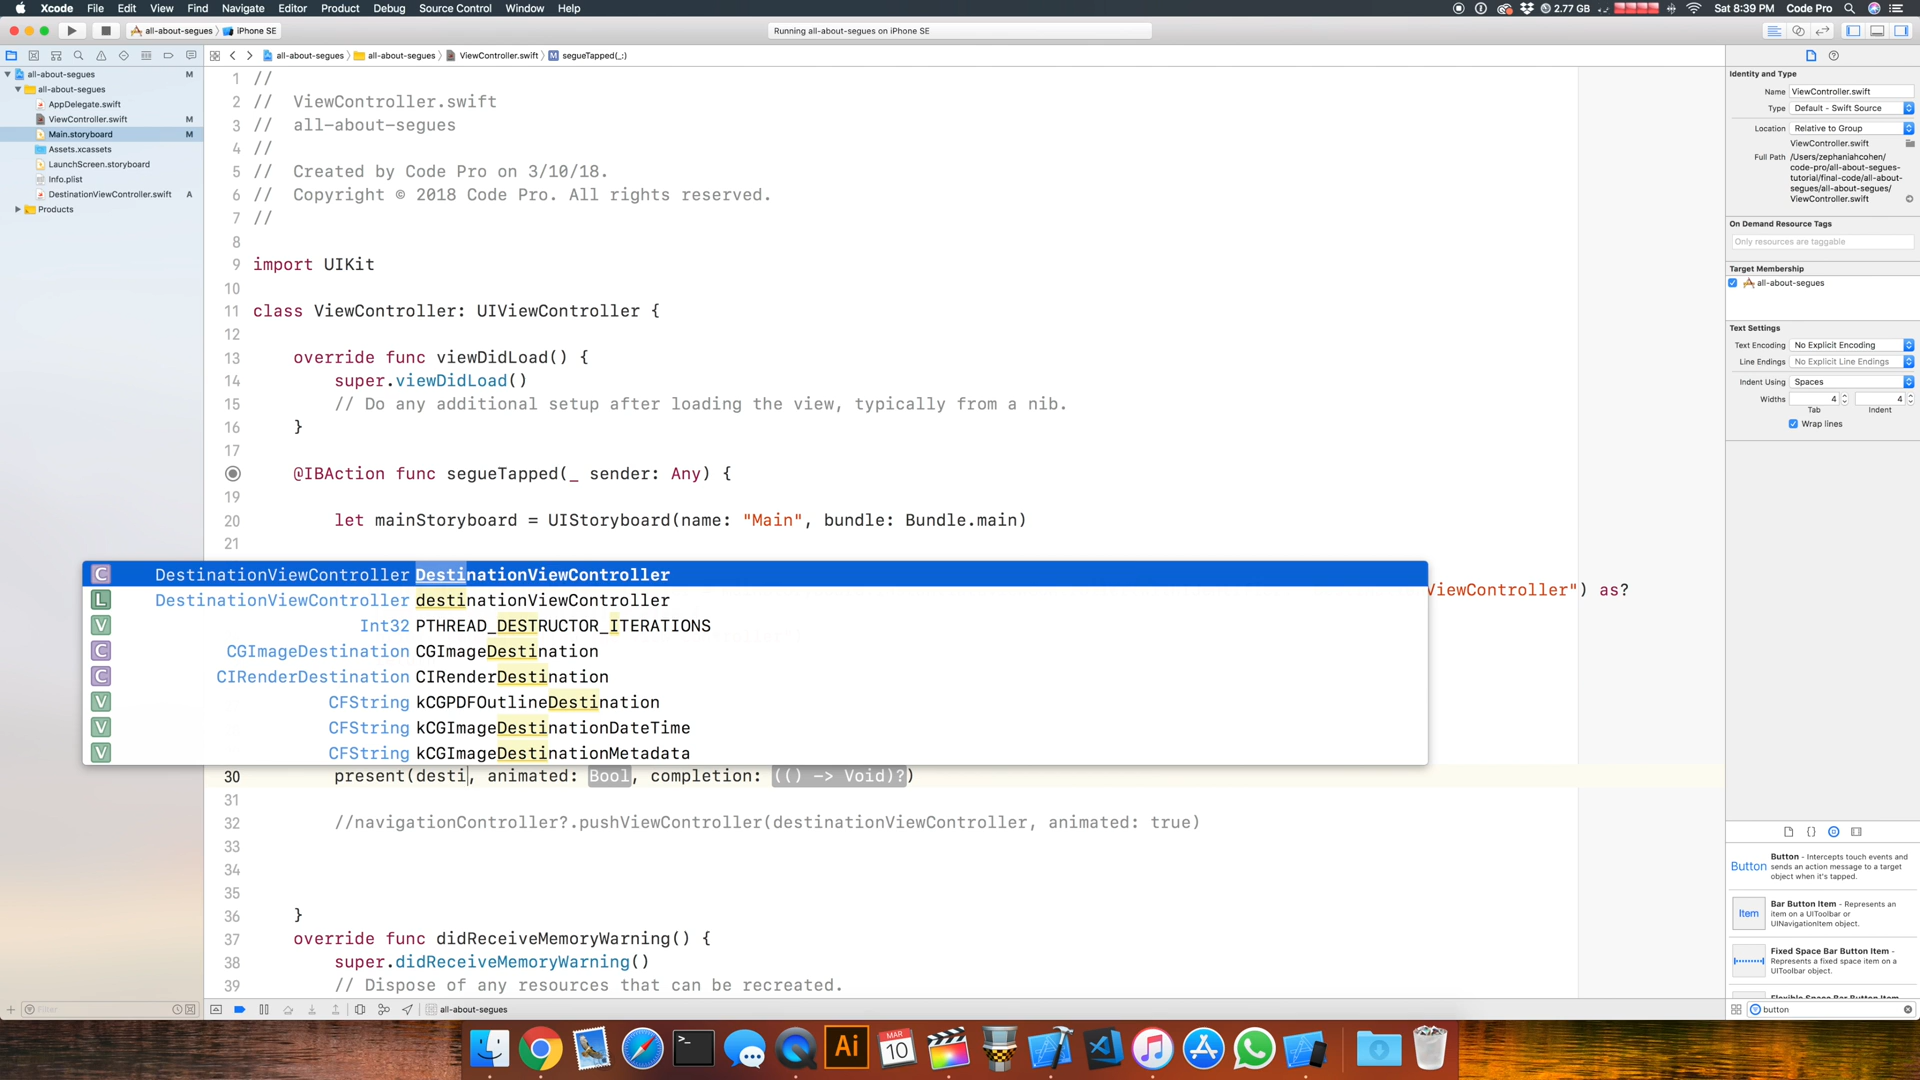 Xcode File Edit View Find Navigate Editor Product Debug Source Control Window Help
2.77 GB Sat 8:39 PM Code Pro
all-about-segues iPhone SE
Running all-about-segues on iPhone SE
all-about-segues all-about-segues ViewController.swift M segueTapped(_:)
all-about-segues M
all-about-segues
AppDelegate.swift
ViewController.swift M
Main.storyboard M
Assets.xcassets
LaunchScreen.storyboard
Info.plist
DestinationViewController.swift A
Products
1 //
2 // ViewController.swift
3 // all-about-segues
4 //
5 // Created by Code Pro on 3/10/18.
6 // Copyright © 2018 Code Pro. All rights reserved.
7 //
8
9 import UIKit
10
11 class ViewController: UIViewController {
12
13 override func viewDidLoad() {
14 super.viewDidLoad()
15 // Do any additional setup after loading the view, typically from a nib.
16 }
17
@IBAction func segueTapped(_ sender: Any) {
19
20 let mainStoryboard = UIStoryboard(name: "Main", bundle: Bundle.main)
21
C DestinationViewController DestinationViewController
ViewController") as?
L DestinationViewController destinationViewController
V Int32 PTHREAD_DESTRUCTOR_ITERATIONS
C CGImageDestination CGImageDestination
C CIRenderDestination CIRenderDestination
V CFString kCGPDFOutlineDestination
V CFString kCGImageDestinationDateTime
V CFString kCGImageDestinationMetadata
30 present(desti, animated: Bool, completion: (() -> Void)?)
31
32 //navigationController?.pushViewController(destinationViewController, animated: true)
33
34
35
36 }
37 override func didReceiveMemoryWarning() {
38 super.didReceiveMemoryWarning()
39 // Dispose of any resources that can be recreated.
Filter
all-about-segues
Identity and Type
Name ViewController.swift
Type Default - Swift Source
Location Relative to Group
ViewController.swift
Full Path /Users/zephaniahcohen/
code-pro/all-about-segues-
tutorial/final-code/all-about-
segues/all-about-segues/
ViewController.swift
On Demand Resource Tags
Only resources are taggable
Target Membership
all-about-segues
Text Settings
Text Encoding No Explicit Encoding
Line Endings No Explicit Line Endings
Indent Using Spaces
Widths 4 4
Tab Indent
Wrap lines
Button
Button - Intercepts touch events and
sends an action message to a target
object when it's tapped.
Item
Bar Button Item - Represents an
item on a UIToolbar or
UINavigationItem object.
Fixed Space Bar Button Item -
Represents a fixed space item on a
UIToolbar object.
Flexible Space Bar Button Item
button
Ai
MAR
10